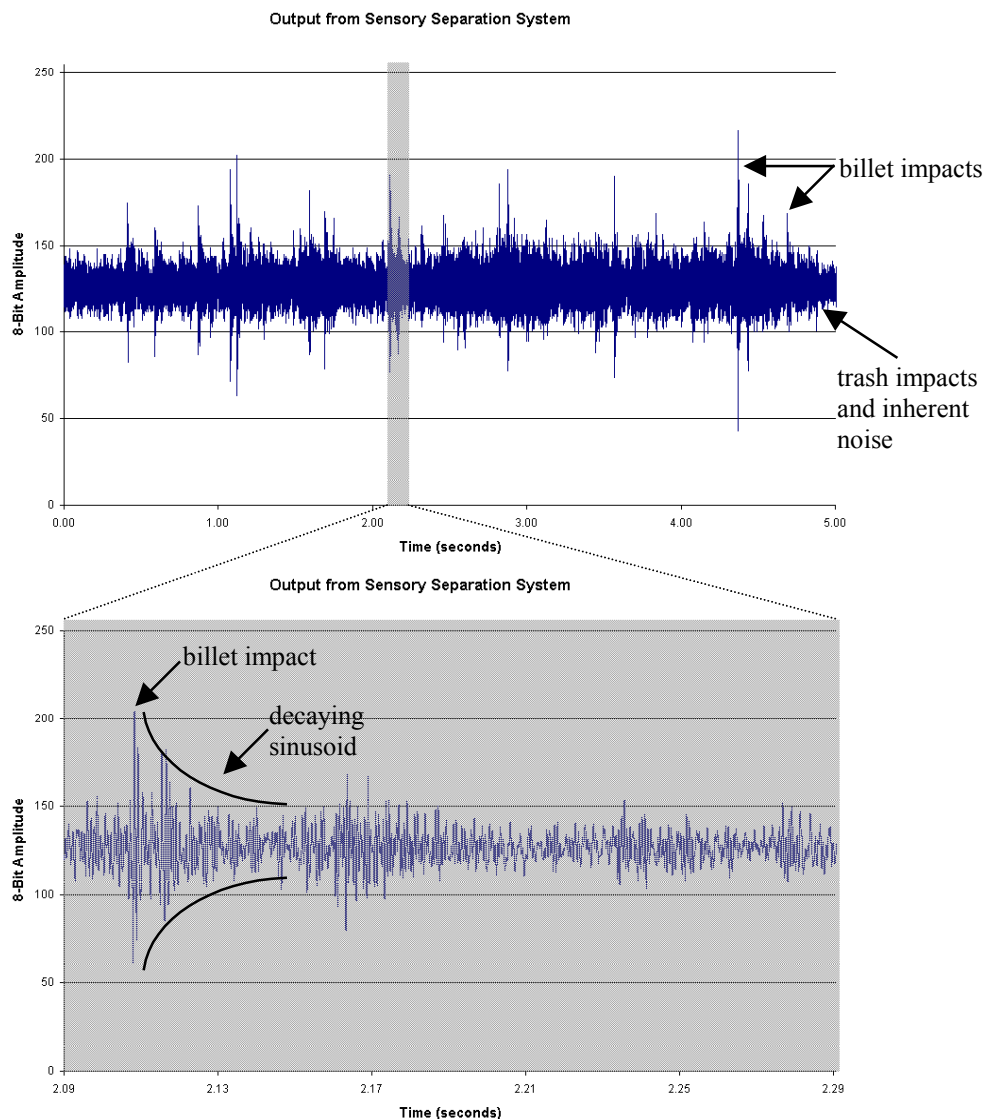 Output from Sensory Separation System
250
200
150
100
50
0
8-Bit Amplitude
billet impacts
trash impacts
and inherent
noise
0.00 1.00 2.00 3.00 4.00 5.00
Time (seconds)
Output from Sensory Separation System
250
200
150
100
50
0
8-Bit Amplitude
billet impact
decaying
sinusoid
2.09 2.13 2.17 2.21 2.25 2.29
Time (seconds)